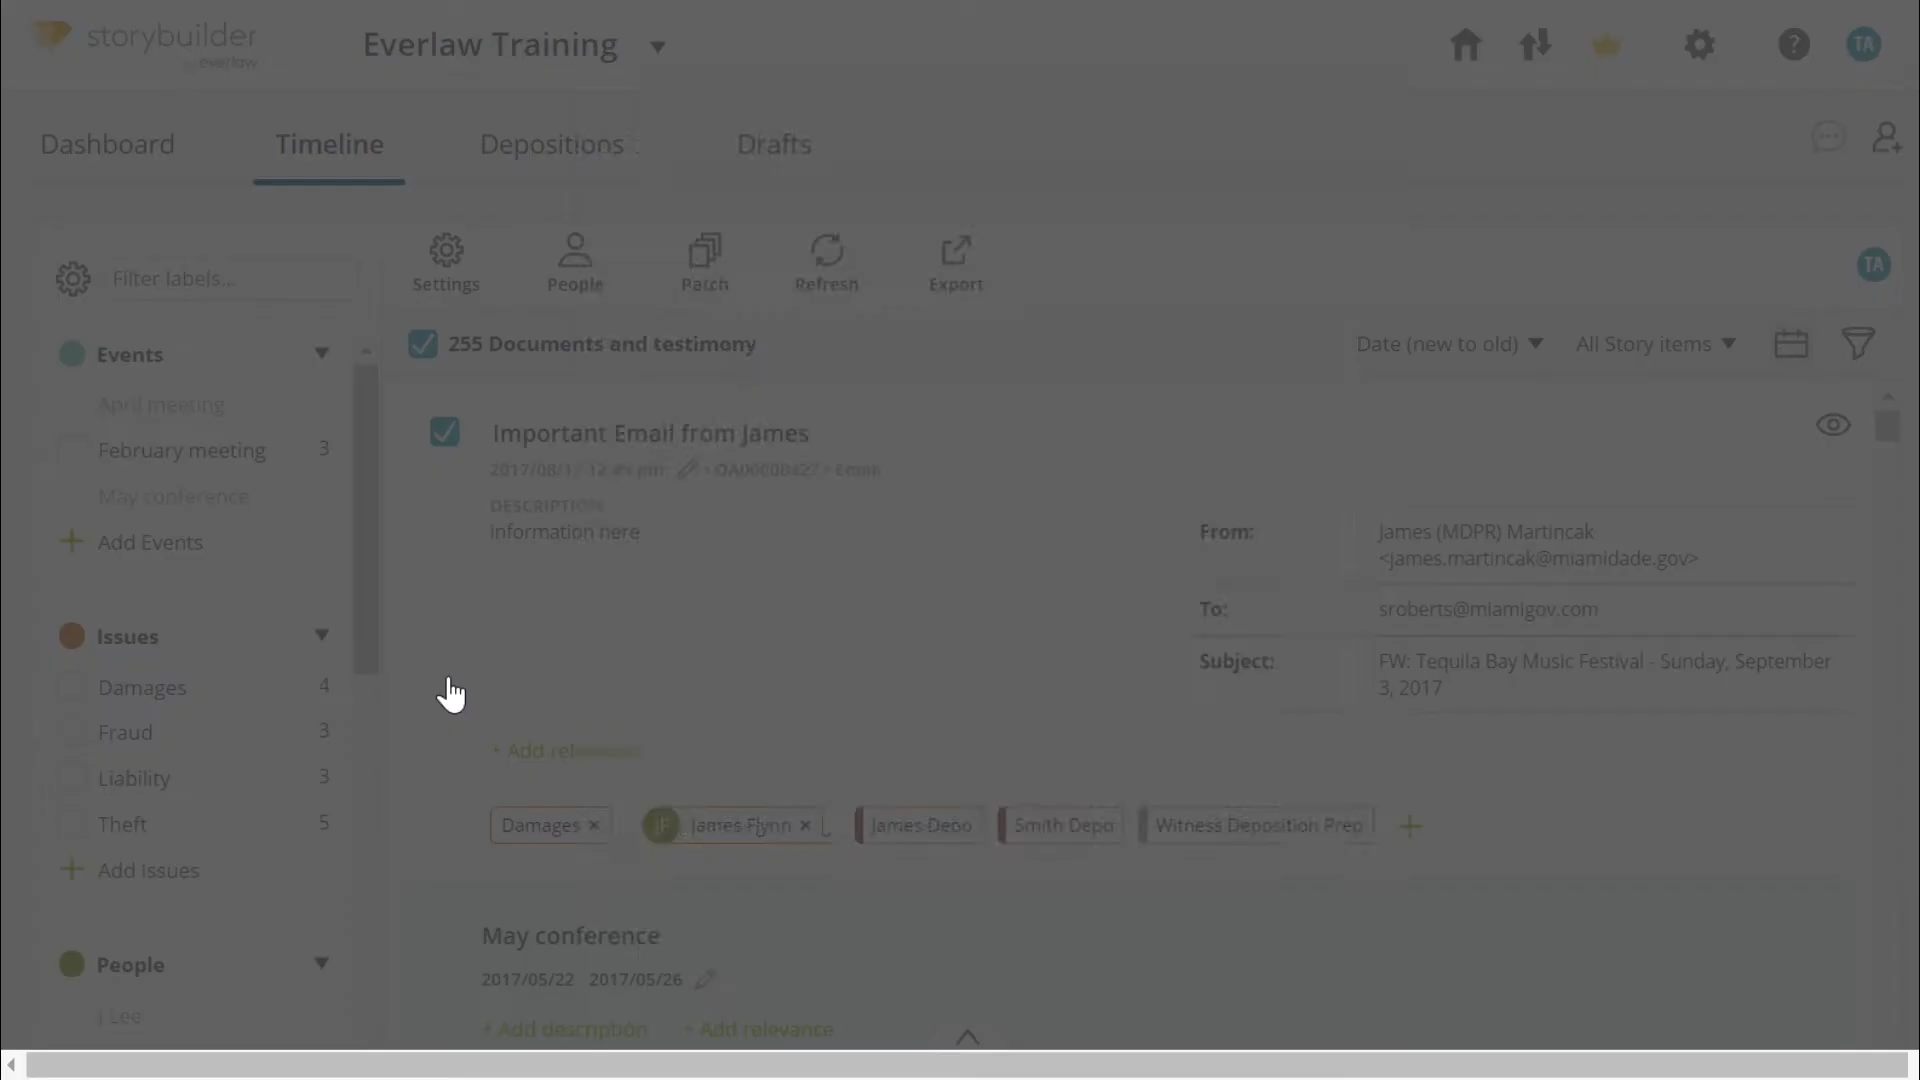 storybuilder
everlaw
Everlaw Training
TA
Dashboard
Timeline
Depositions
Drafts
Filter labels...
Settings
People
Patch
Refresh
Export
TA
255 Documents and testimony
Date (new to old)
All Story items
Events
April meeting
February meeting 3
May conference
Add Events
Issues
Damages 4
Fraud 3
Liability 3
Theft 5
Add Issues
People
J Lee
Important Email from James
DESCRIPTION
Information here
From: James (MDPR) Martincak
<james.martincak@miamidade.gov>
To: sroberts@miamigov.com
Subject: FW: Tequila Bay Music Festival - Sunday, September
3, 2017
+ Add relevance
Damages ×
JF James Flynn ×
James Depo
Smith Depo
Witness Deposition Prep
May conference
2017/05/22 2017/05/26
+ Add description + Add relevance